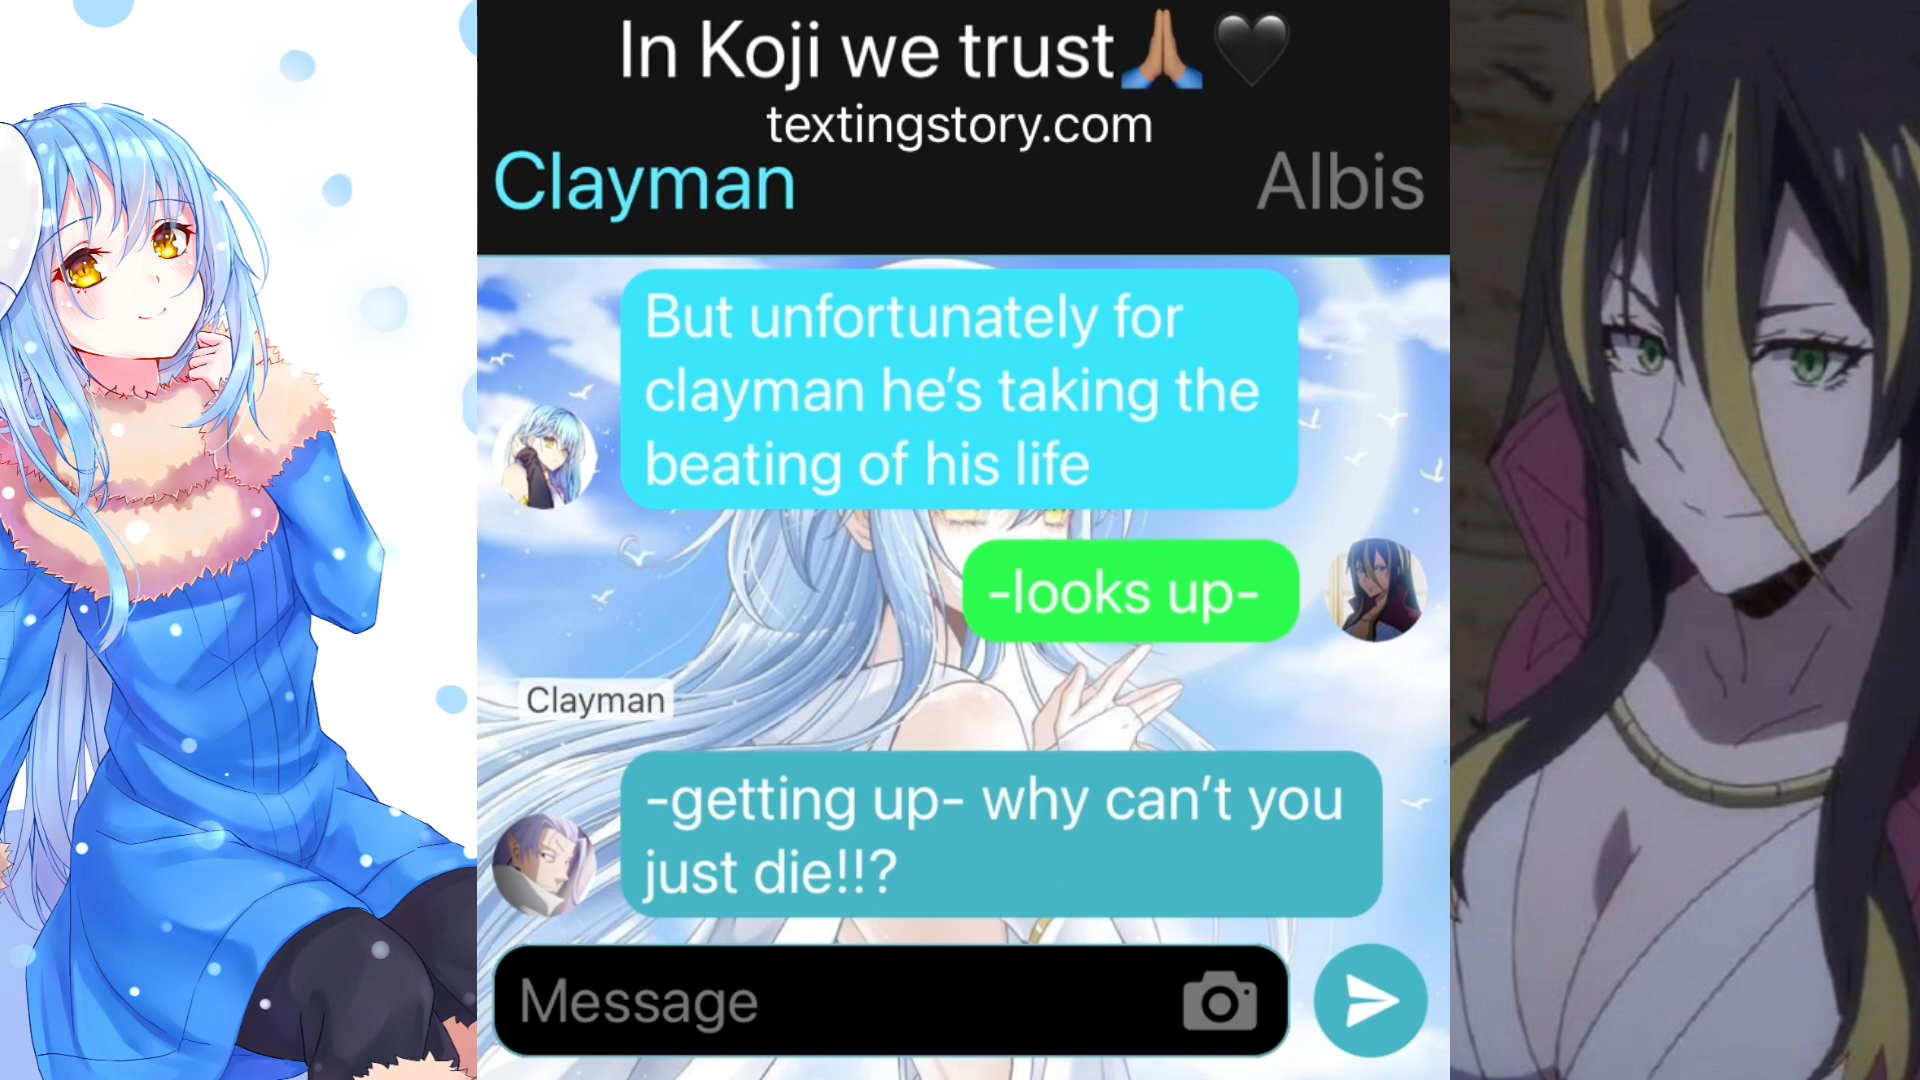 In Koji we trust🙏🏽🖤
textingstory.com
Clayman
Albis
But unfortunately for
clayman he’s taking the
beating of his life
-looks up-
Clayman
-getting up- why can’t you
just die!!?
Message